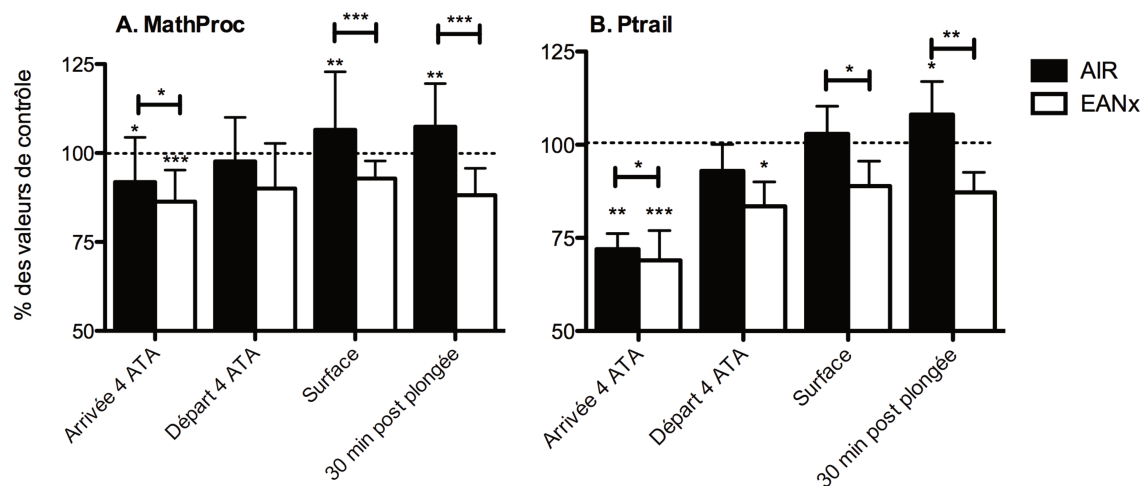 A. MathProc
% des valeurs de contrôle
125
100
75
50
***
***
**
**
*
*
***
Arrivée 4 ATA
Départ 4 ATA
Surface
30 min post plongée
B. Ptrail
125
100
75
50
**
*
*
*
*
**
***
Arrivée 4 ATA
Départ 4 ATA
Surface
30 min post plongée
AIR
EANx